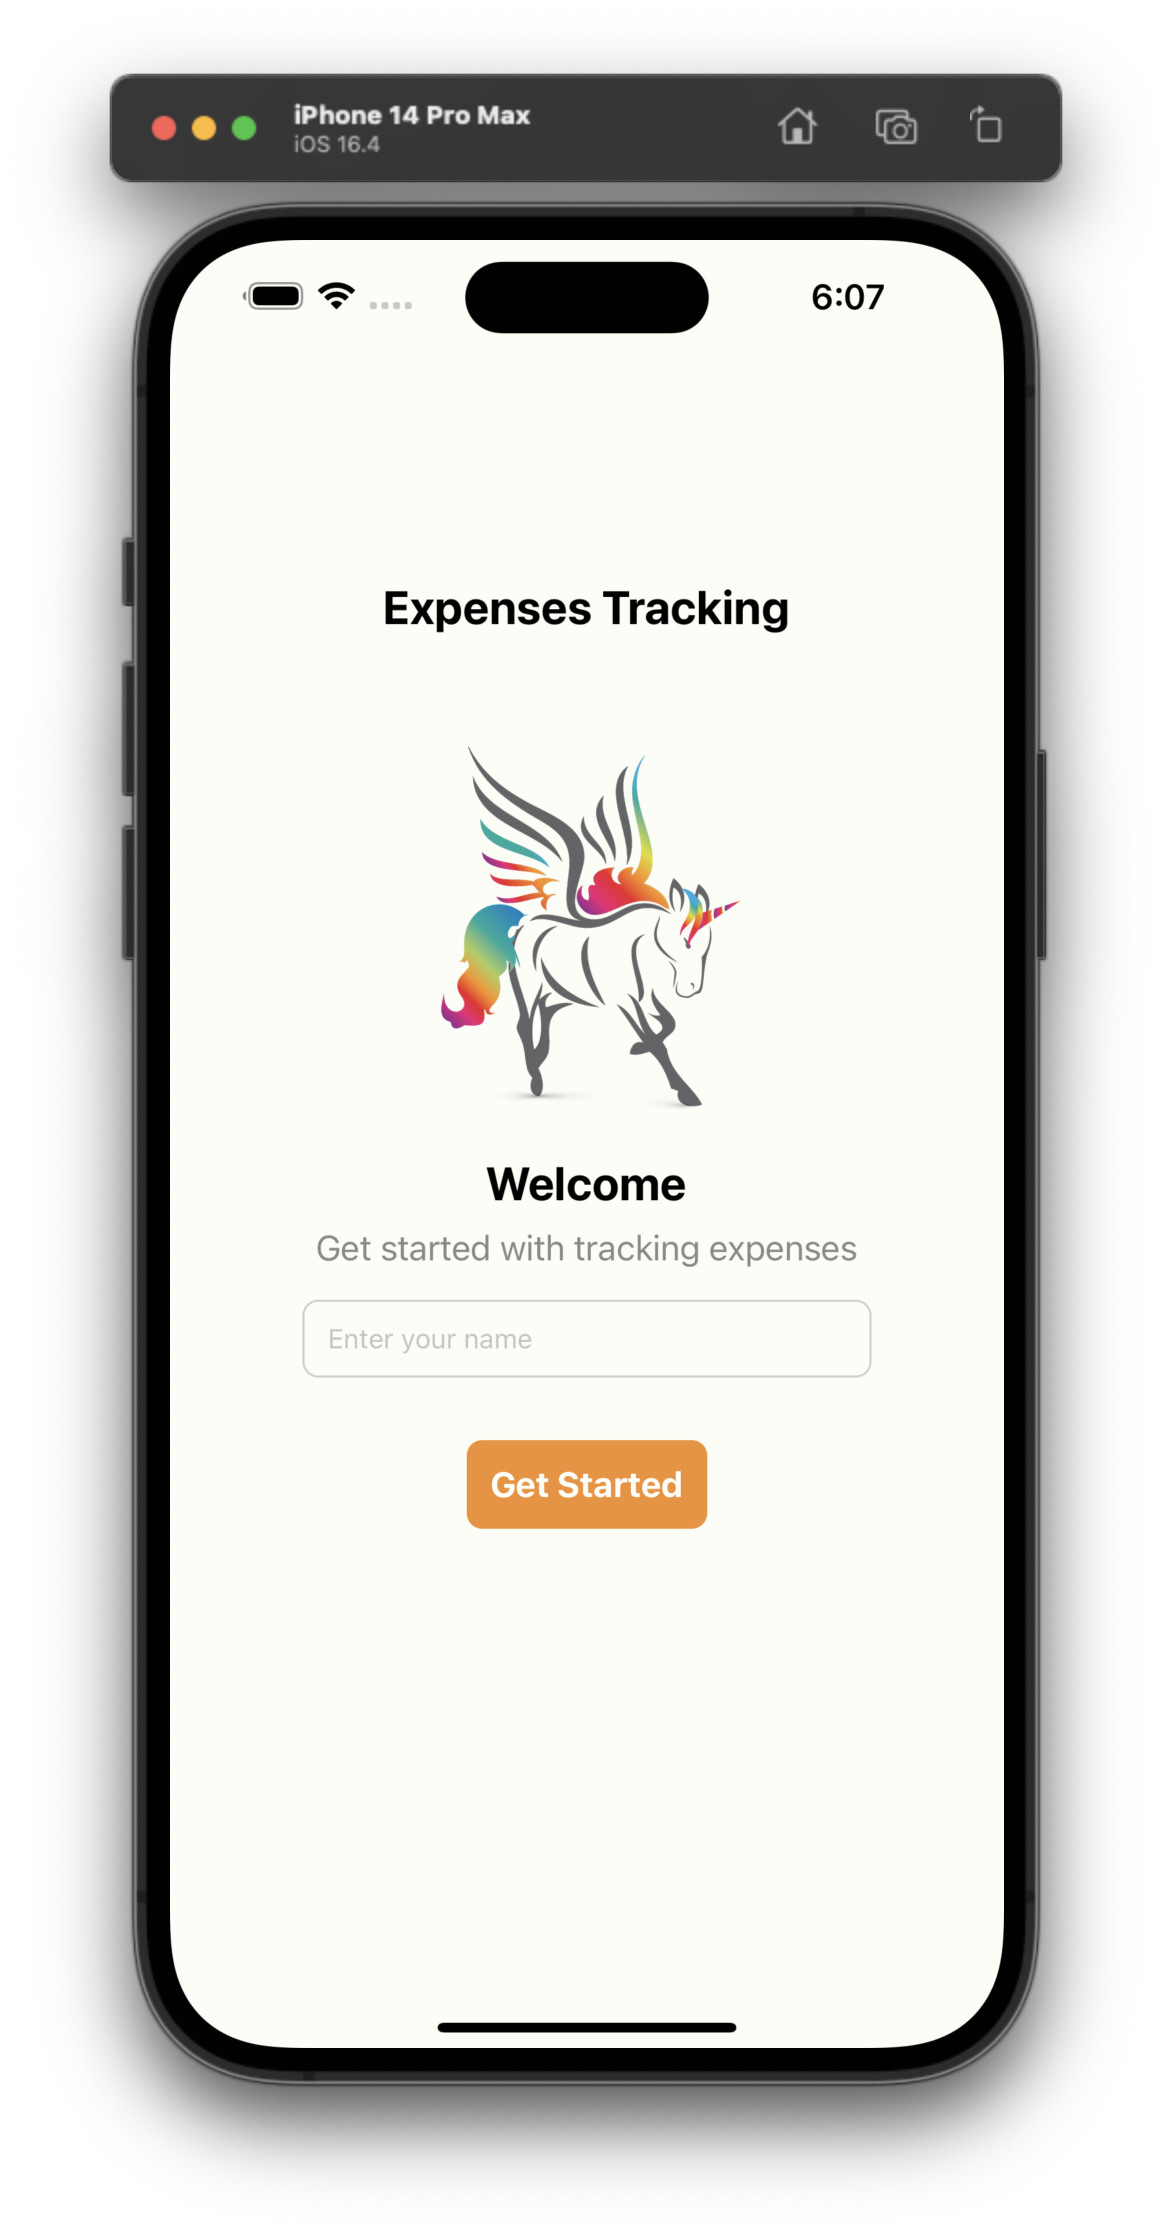 iPhone 14 Pro Max
iOS 16.4
6:07
Expenses Tracking
Welcome
Get started with tracking expenses
Enter your name
Get Started